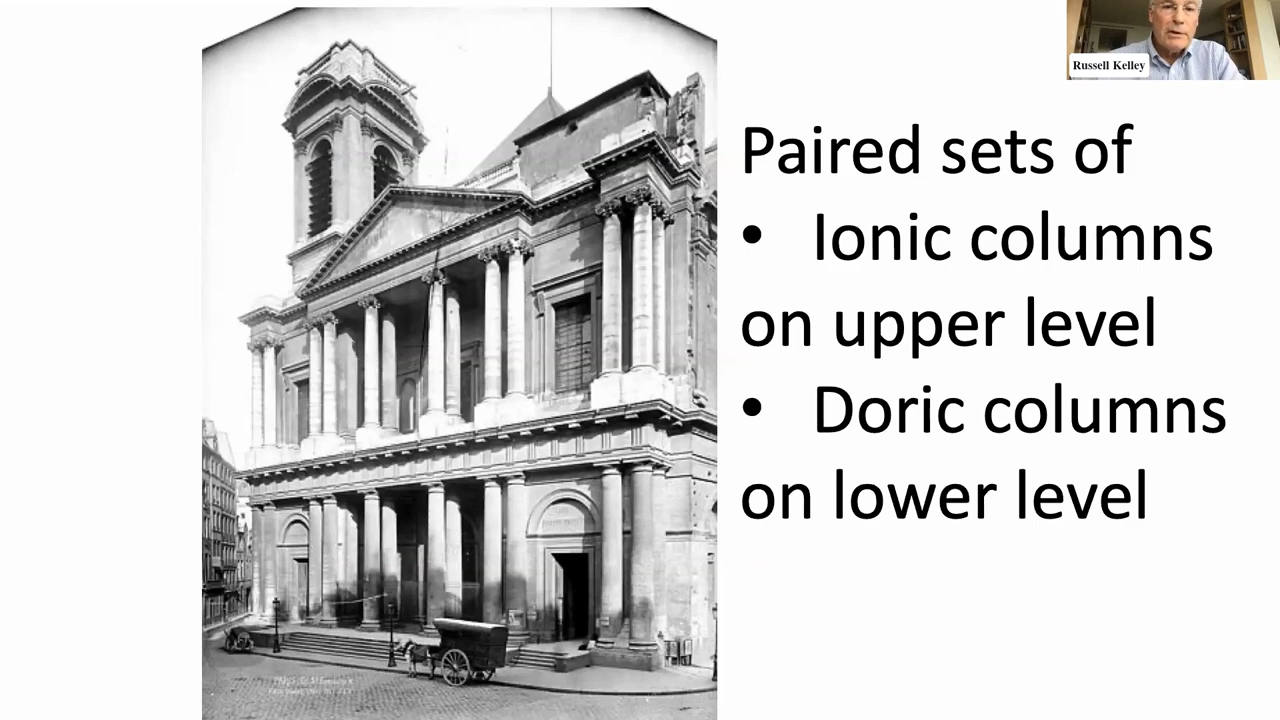 Russell Kelley
Paired sets of
• Ionic columns
on upper level
• Doric columns
on lower level